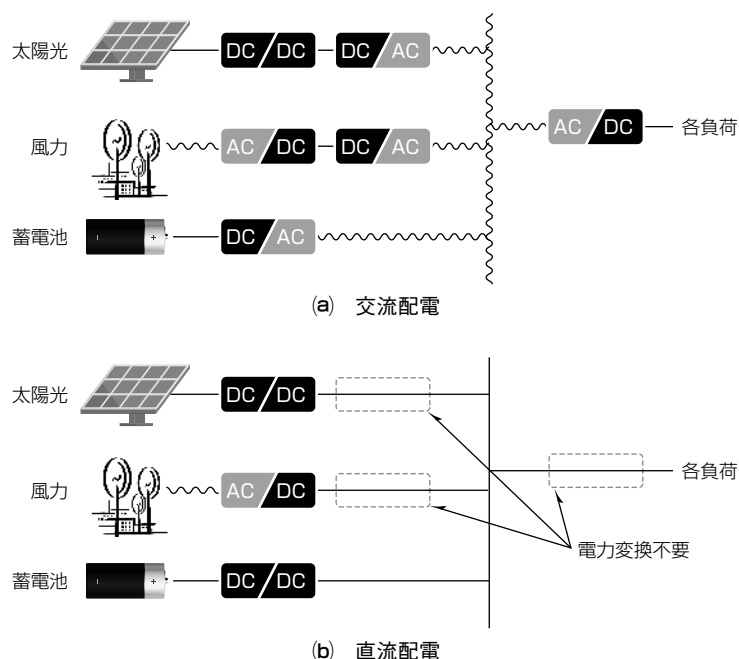 太陽光 DC DC DC AC
AC DC 各負荷
風力 AC DC DC AC
蓄電池 - + DC AC
(a) 交流配電
太陽光 DC DC
各負荷
風力 AC DC
電力変換不要
蓄電池 - + DC DC
(b) 直流配電